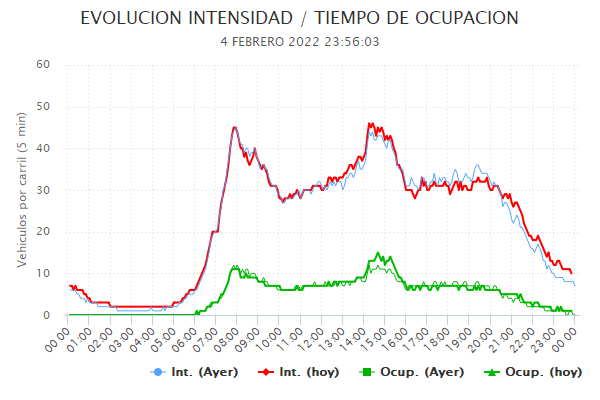 EVOLUCION INTENSIDAD / TIEMPO DE OCUPACION
4 FEBRERO 2022 23:56:03
Vehiculos por carril (5 min)
60
50
40
30
20
10
0
00:00 01:00 02:00 03:00 04:00 05:00 06:00 07:00 08:00 09:00 10:00 11:00 12:00 13:00 14:00 15:00 16:00 17:00 18:00 19:00 20:00 21:00 22:00 23:00 00:00
Int. (Ayer) Int. (hoy) Ocup. (Ayer) Ocup. (hoy)